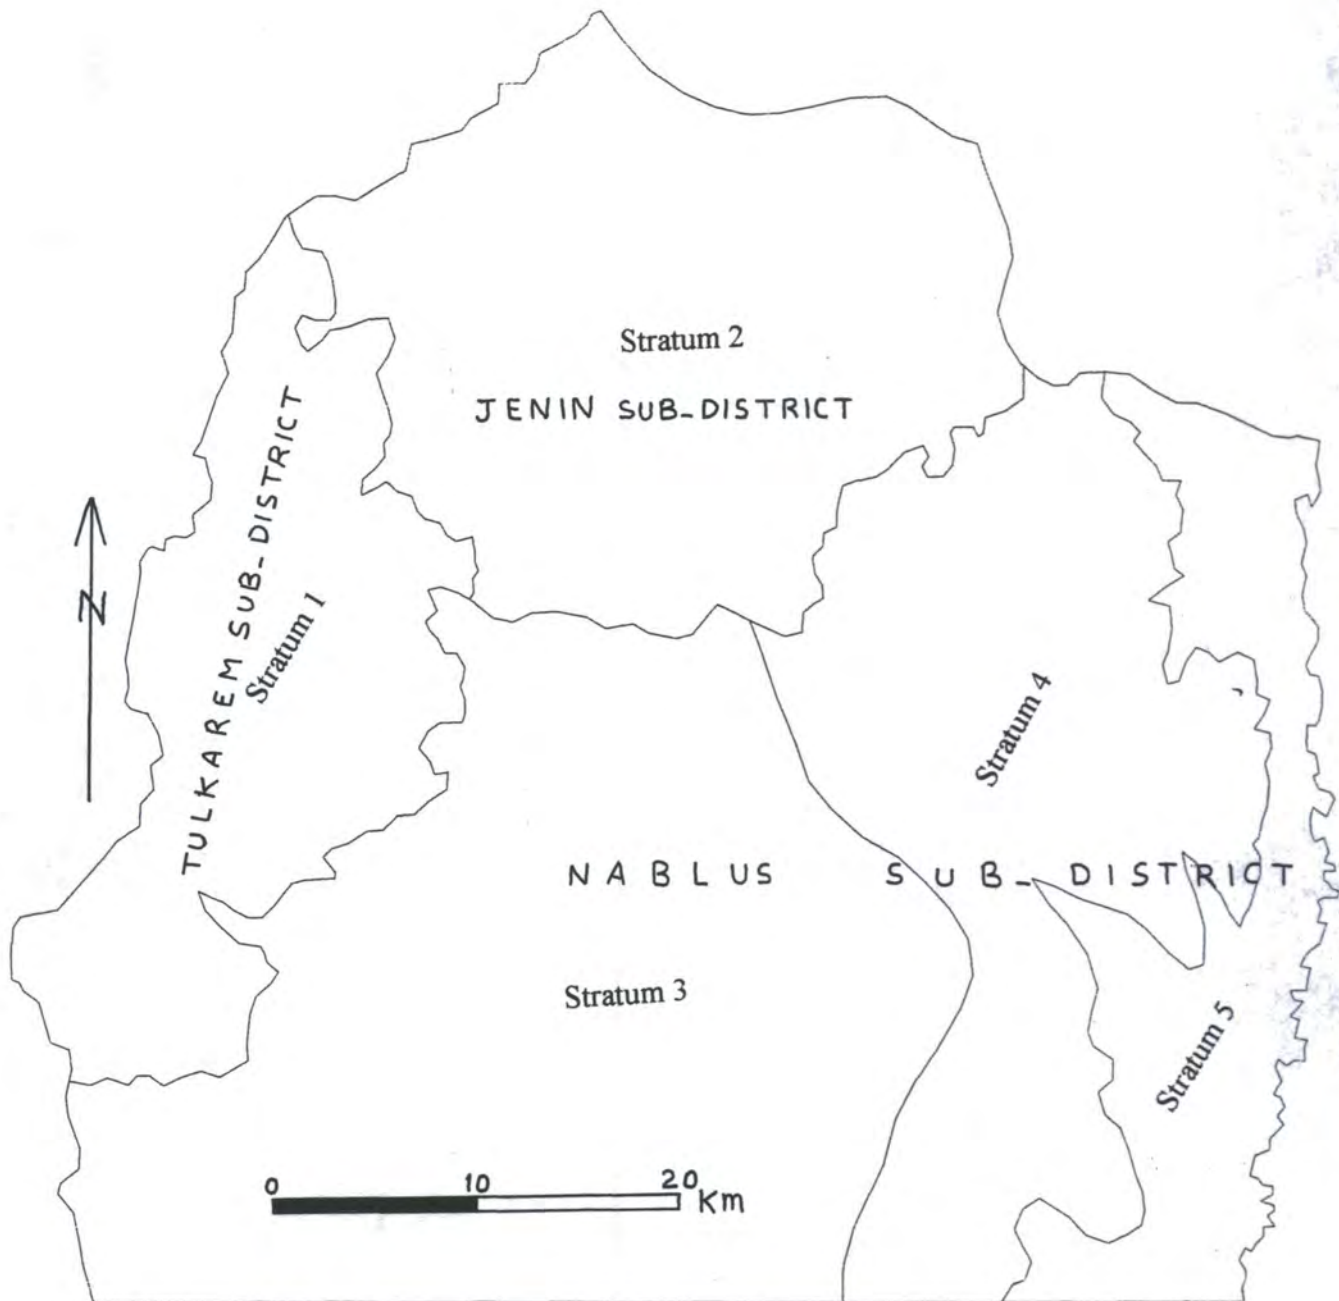 Stratum 2
JENIN SUB-DISTRICT
TULKAREM SUB-DISTRICT
Stratum 1
N
Stratum 4
NABLUS SUB-DISTRICT
Stratum 3
Stratum 5
0 10 20 Km